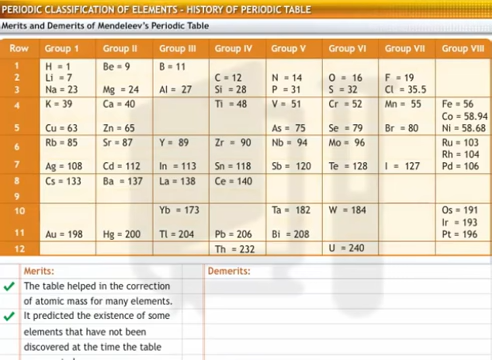 PERIODIC CLASSIFICATION OF ELEMENTS - HISTORY OF PERIODIC TABLE
Merits and Demerits of Mendeleev's Periodic Table
Row Group 1 Group II Group III Group IV Group V Group VI Group VII Group VIII
1 H = 1 Be = 9 B = 11
2 Li = 7 C = 12 N = 14 O = 16 F = 19
3 Na = 23 Mg = 24 Al = 27 Si = 28 P = 31 S = 32 Cl = 35.5
4 K = 39 Ca = 40 Ti = 48 V = 51 Cr = 52 Mn = 55 Fe = 56
Co = 58.94
5 Cu = 63 Zn = 65 As = 75 Se = 79 Br = 80 Ni = 58.68
6 Rb = 85 Sr = 87 Y = 89 Zr = 90 Nb = 94 Mo = 96 Ru = 103
Rh = 104
7 Ag = 108 Cd = 112 In = 113 Sn = 118 Sb = 120 Te = 128 I = 127 Pd = 106
8 Cs = 133 Ba = 137 La = 138 Ce = 140
9
10 Yb = 173 Ta = 182 W = 184 Os = 191
Ir = 193
11 Au = 198 Hg = 200 Tl = 204 Pb = 206 Bi = 208 Pt = 196
12 Th = 232 U = 240
Merits: Demerits:
The table helped in the correction
of atomic mass for many elements.
It predicted the existence of some
elements that have not been
discovered at the time the table